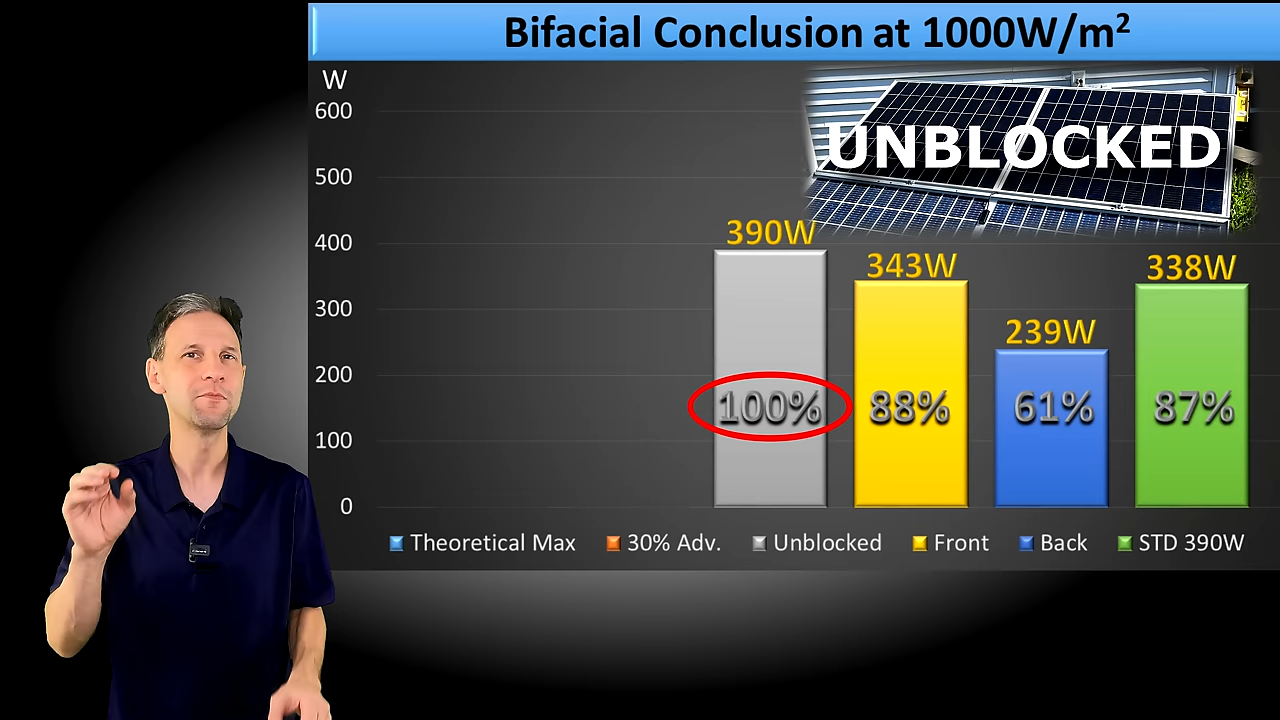 Bifacial Conclusion at 1000W/m²
W
600
500
400
300
200
100
0
UNBLOCKED
390W
343W
239W
338W
100%
88%
61%
87%
Theoretical Max
30% Adv.
Unblocked
Front
Back
STD 390W